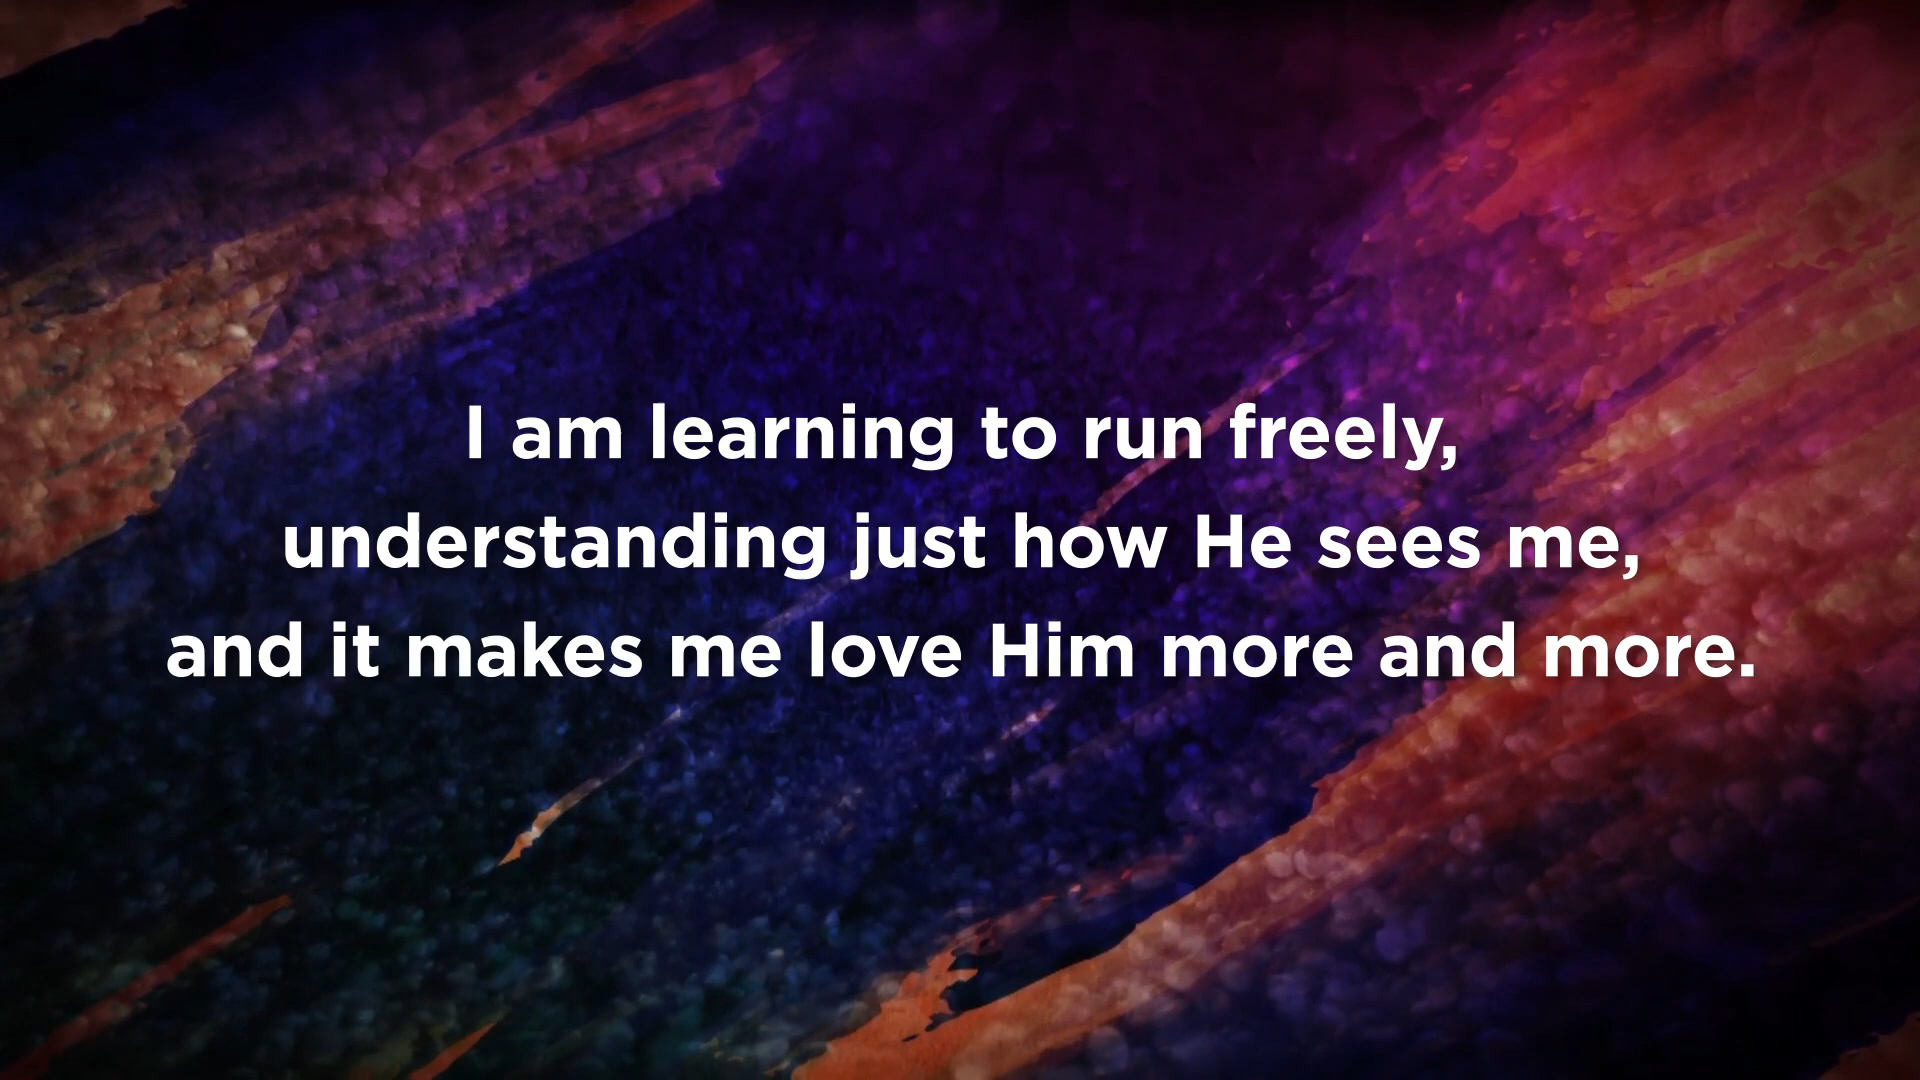 I am learning to run freely,
understanding just how He sees me,
and it makes me love Him more and more.